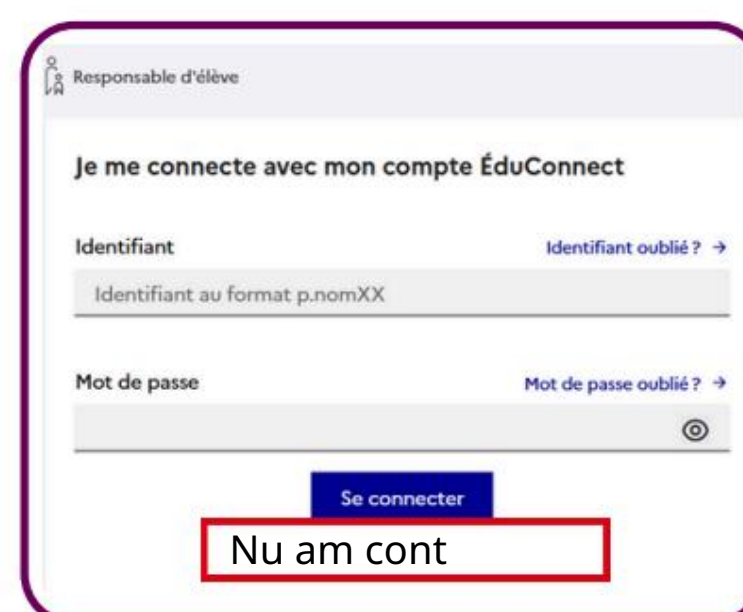 Responsable d'élève
Je me connecte avec mon compte ÉduConnect
Identifiant Identifiant oublié ? →
Identifiant au format p.nomXX
Mot de passe Mot de passe oublié ? →
Se connecter
Nu am cont